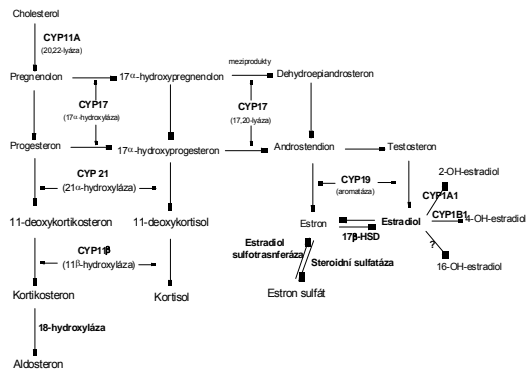 Cholesterol
CYP11A
(20,22-lyáza)
meziprodukty
Pregnenolon
17α-hydroxypregnenolon
Dehydroepiandrosteron
CYP17
(17α-hydroxyláza)
CYP17
(17,20-lyáza)
Progesteron
17α-hydroxyprogesteron
Androstendion
Testosteron
CYP 21
(21α-hydroxyláza)
CYP19
(aromatáza)
2-OH-estradiol
CYP1A1
11-deoxykortikosteron
11-deoxykortisol
Estron
Estradiol
CYP1B1
4-OH-estradiol
17β-HSD
?
CYP11β
(11β-hydroxyláza)
Estradiol
sulfotrasnferáza
Steroidní sulfatáza
16-OH-estradiol
Kortikosteron
Kortisol
Estron sulfát
18-hydroxyláza
Aldosteron